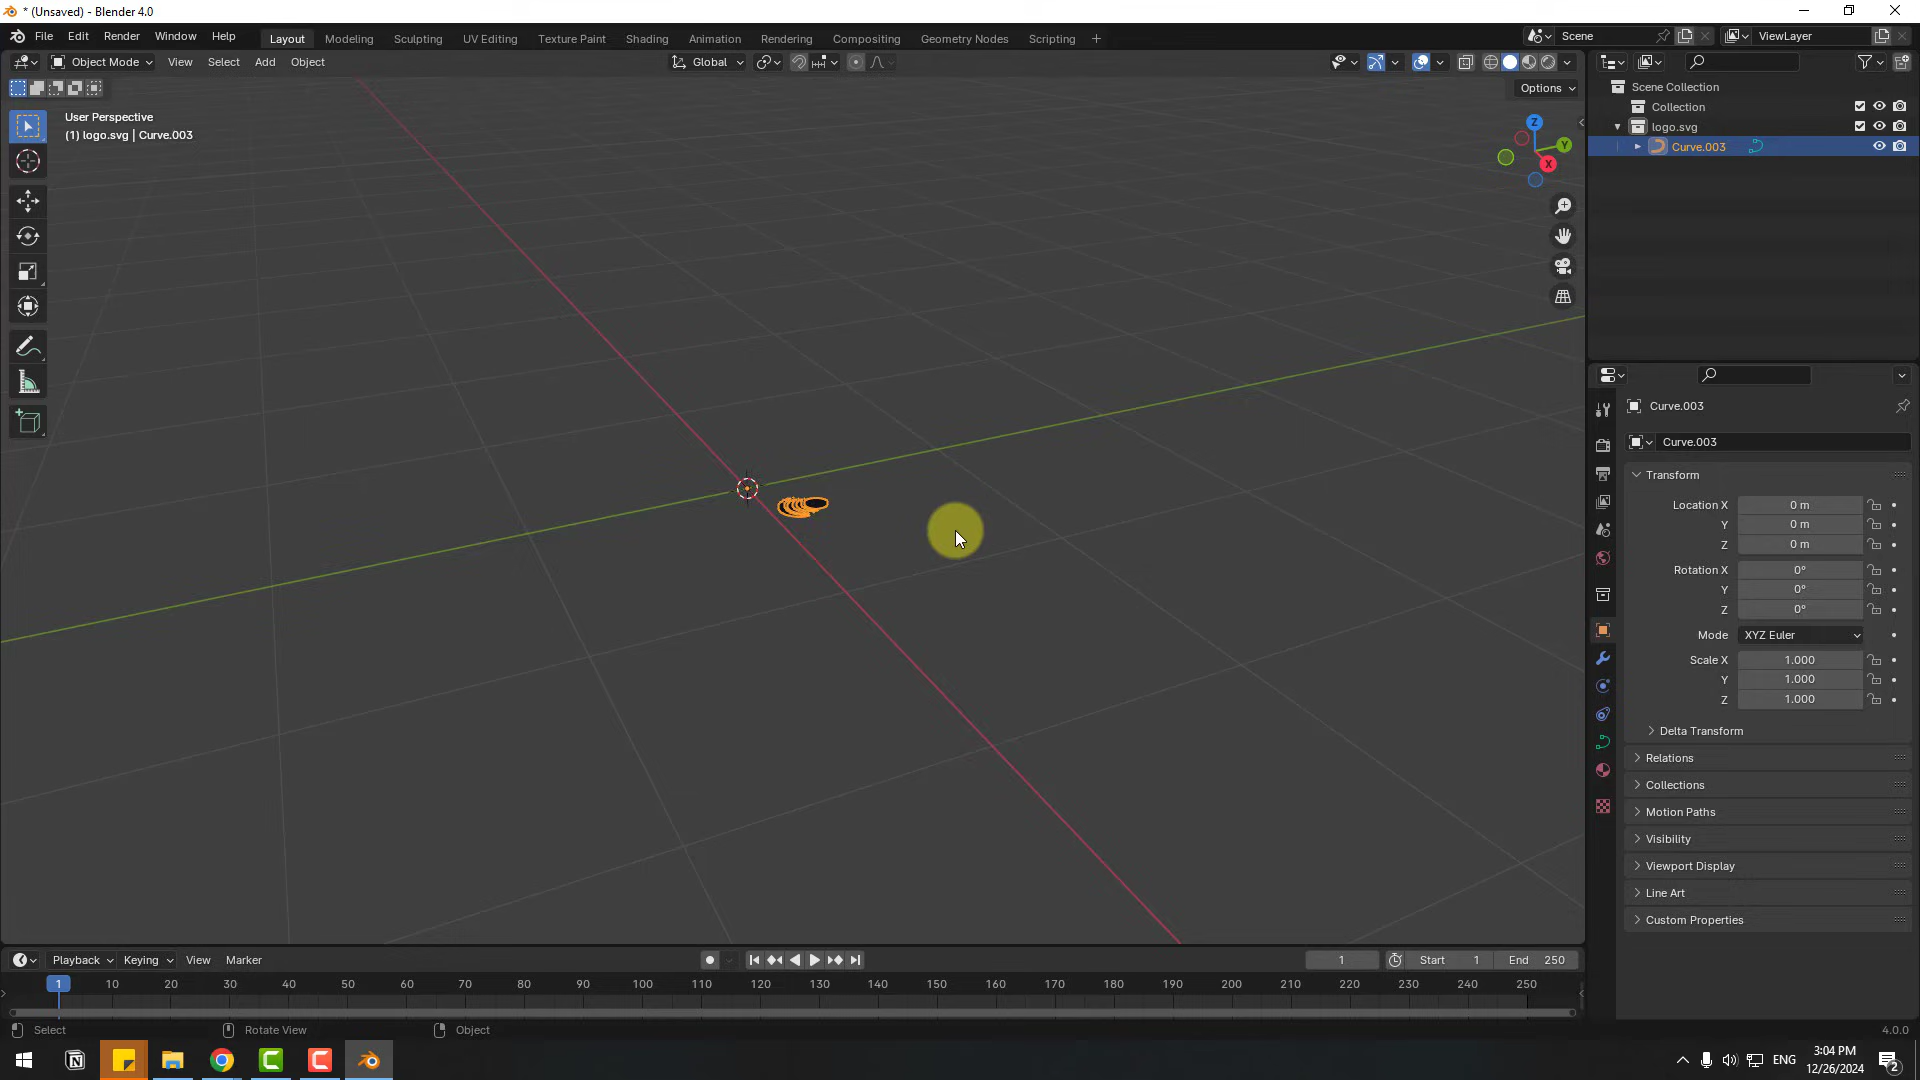 * (Unsaved) - Blender 4.0
File Edit Render Window Help
Layout Modeling Sculpting UV Editing Texture Paint Shading Animation Rendering Compositing Geometry Nodes Scripting +
Scene
ViewLayer
Object Mode View Select Add Object
Global
Options
User Perspective
(1) logo.svg | Curve.003
Z
Y
X
Scene Collection
Collection
logo.svg
Curve.003
Curve.003
Curve.003
Transform
Location X 0 m
Y 0 m
Z 0 m
Rotation X 0°
Y 0°
Z 0°
Mode XYZ Euler
Scale X 1.000
Y 1.000
Z 1.000
Delta Transform
Relations
Collections
Motion Paths
Visibility
Viewport Display
Line Art
Custom Properties
Playback Keying View Marker
1
Start 1
End 250
1 10 20 30 40 50 60 70 80 90 100 110 120 130 140 150 160 170 180 190 200 210 220 230 240 250
Select
Rotate View
Object
4.0.0
ENG
3:04 PM
12/26/2024
2